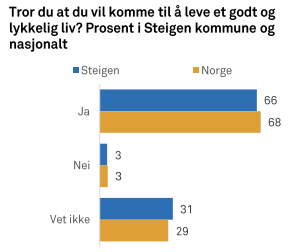 Tror du at du vil komme til å leve et godt og
lykkelig liv? Prosent i Steigen kommune og
nasjonalt
Steigen Norge
Ja 66
68
Nei 3
3
Vet ikke 31
29